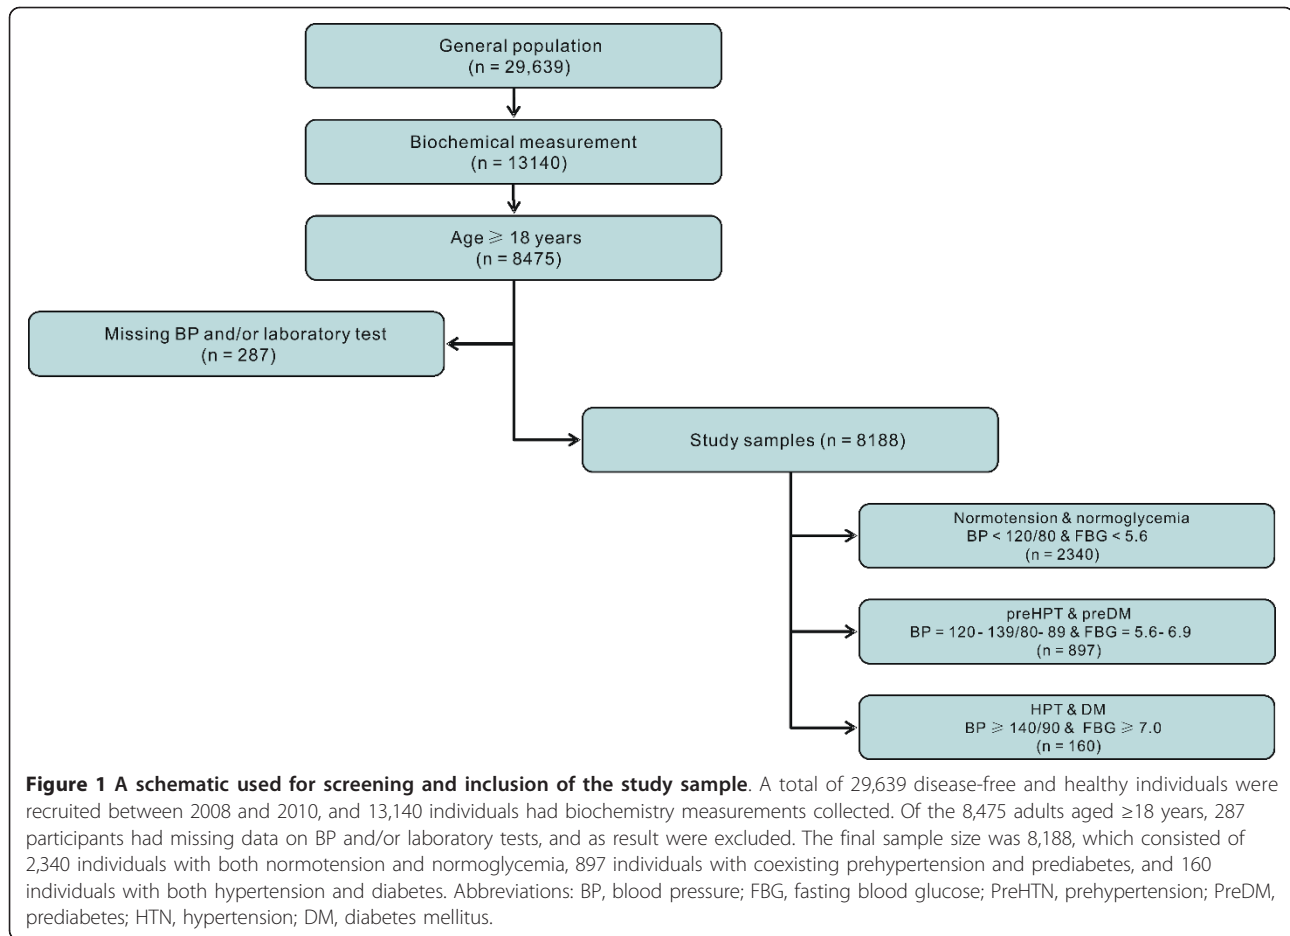 General population
(n = 29,639)
Biochemical measurement
(n = 13140)
Age ⩾ 18 years
(n = 8475)
Missing BP and/or laboratory test
(n = 287)
Study samples (n = 8188)
Normotension & normoglycemia
BP < 120/80 & FBG < 5.6
(n = 2340)
preHPT & preDM
BP = 120- 139/80- 89 & FBG = 5.6- 6.9
(n = 897)
HPT & DM
BP ⩾ 140/90 & FBG ⩾ 7.0
(n = 160)
Figure 1 A schematic used for screening and inclusion of the study sample. A total of 29,639 disease-free and healthy individuals were
recruited between 2008 and 2010, and 13,140 individuals had biochemistry measurements collected. Of the 8,475 adults aged ≥18 years, 287
participants had missing data on BP and/or laboratory tests, and as result were excluded. The final sample size was 8,188, which consisted of
2,340 individuals with both normotension and normoglycemia, 897 individuals with coexisting prehypertension and prediabetes, and 160
individuals with both hypertension and diabetes. Abbreviations: BP, blood pressure; FBG, fasting blood glucose; PreHTN, prehypertension; PreDM,
prediabetes; HTN, hypertension; DM, diabetes mellitus.